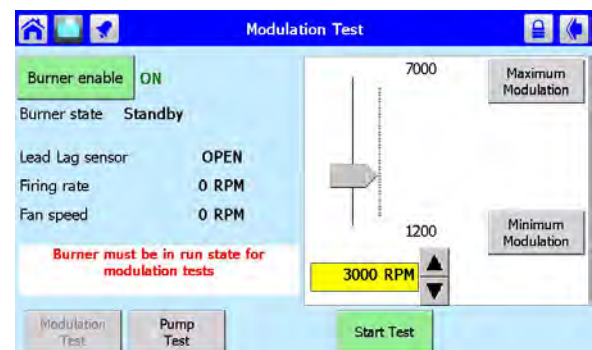 Modulation Test
Burner enable ON
Burner state Standby
Lead Lag sensor OPEN
Firing rate 0 RPM
Fan speed 0 RPM
Burner must be in run state for
modulation tests
Modulation
Test
Pump
Test
7000
1200
3000 RPM
Maximum
Modulation
Minimum
Modulation
Start Test